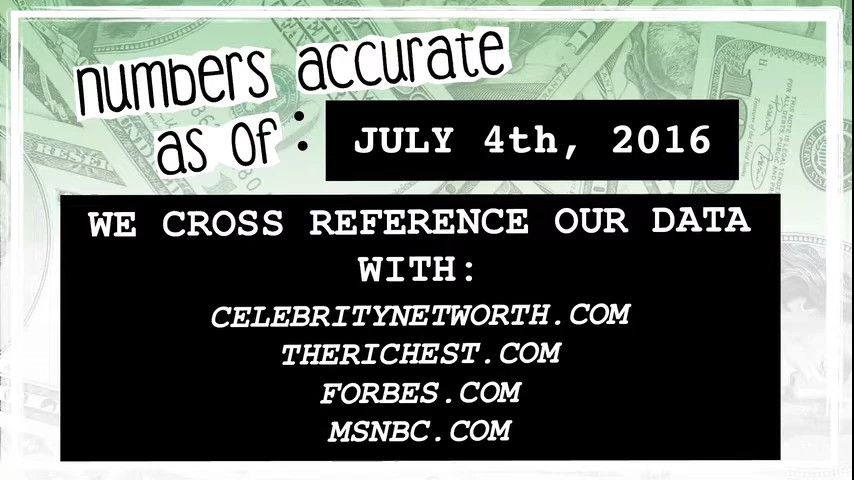 numbers accurate
as of:
JULY 4th, 2016
WE CROSS REFERENCE OUR DATA
WITH:
CELEBRITYNETWORTH.COM
THERICHEST.COM
FORBES.COM
MSNBC.COM